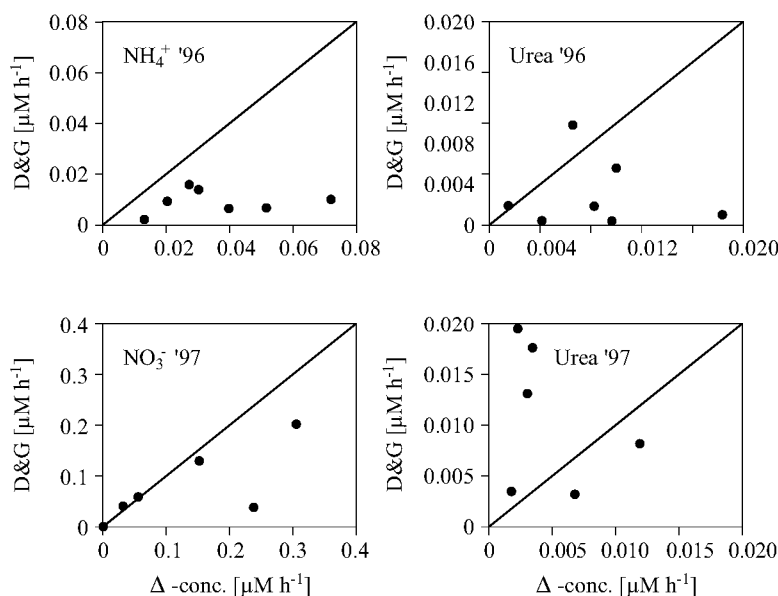 0.08
0.06
0.04
0.02
0
D&G [µM h⁻¹]
NH₄⁺ '96
0 0.02 0.04 0.06 0.08
0.020
0.016
0.012
0.008
0.004
0
D&G [µM h⁻¹]
Urea '96
0 0.004 0.012 0.020
0.4
0.3
0.2
0.1
0
D&G [µM h⁻¹]
NO₃⁻ '97
0 0.1 0.2 0.3 0.4
Δ -conc. [µM h⁻¹]
0.020
0.015
0.010
0.005
0
D&G [µM h⁻¹]
Urea '97
0 0.005 0.010 0.015 0.020
Δ -conc. [µM h⁻¹]